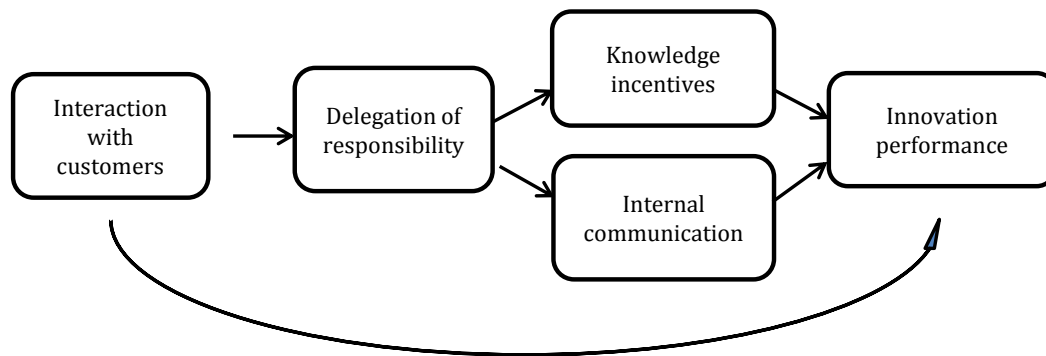 Interaction
with
customers
Delegation of
responsibility
Knowledge
incentives
Internal
communication
Innovation
performance